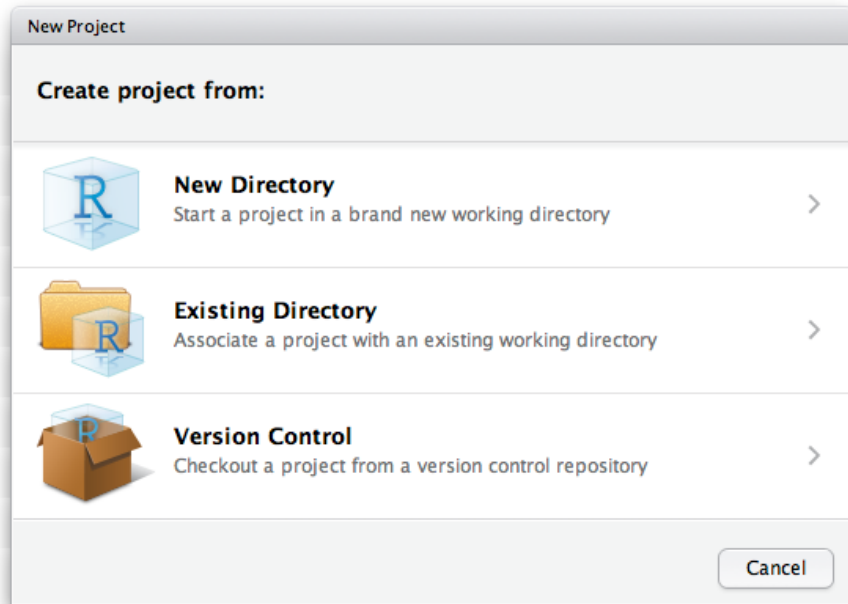 New Project
Create project from:
R
New Directory
Start a project in a brand new working directory
R
Existing Directory
Associate a project with an existing working directory
R
Version Control
Checkout a project from a version control repository
Cancel